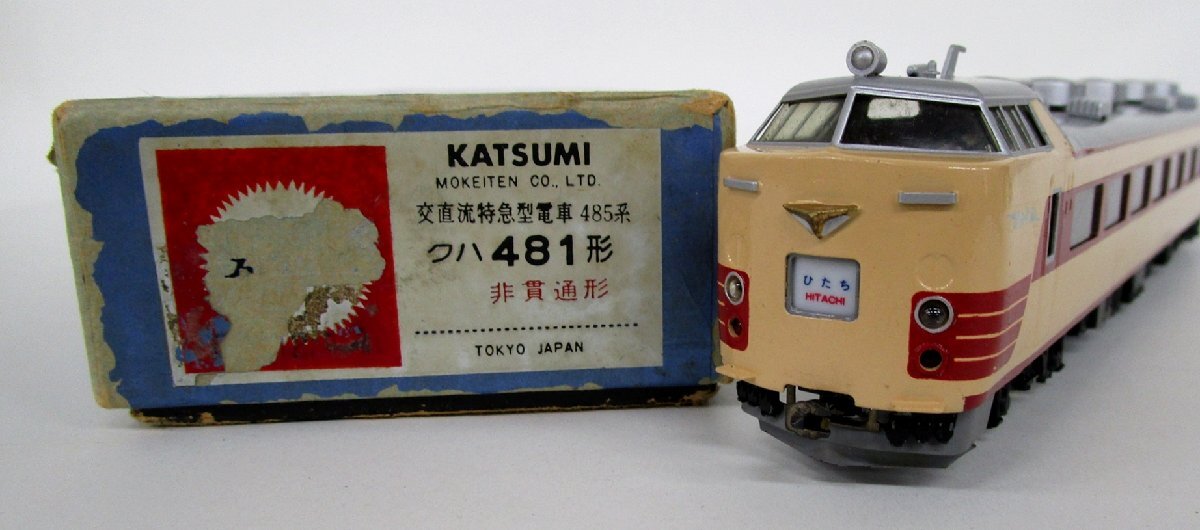 KATSUMI
MOKEITEN CO., LTD.
交直流特急型電車 485系
クハ481形
非貫通形
TOKYO JAPAN
ひたち
HITACHI